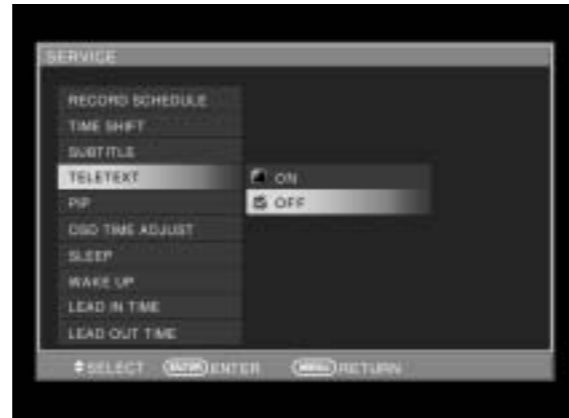 SERVICE
RECORD SCHEDULE
TIME SHIFT
SUBTITLE
TELETEXT
ON
PIP
OFF
OSD TIME ADJUST
SLEEP
WAKE UP
LEAD IN TIME
LEAD OUT TIME
SELECT ENTER ENTER MENU RETURN